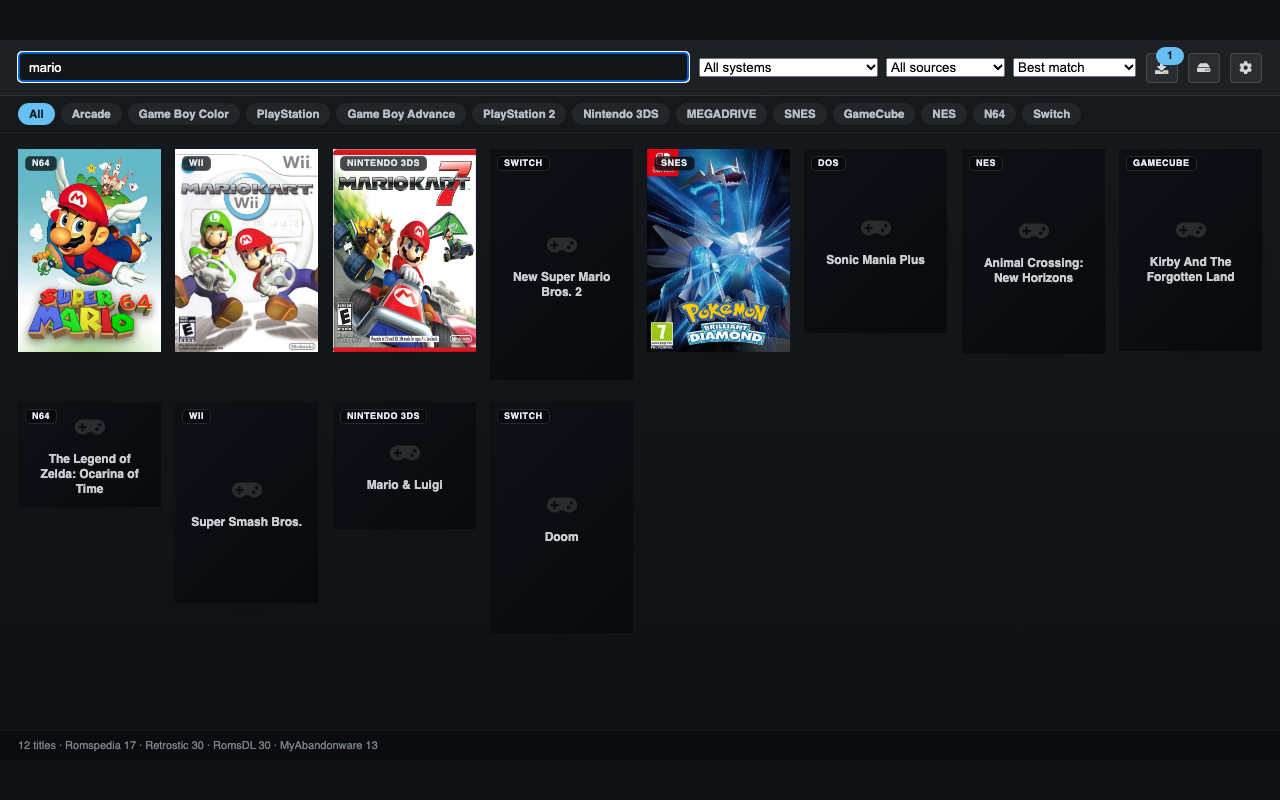 mario
All systems
All sources
Best match
1
All
Arcade
Game Boy Color
PlayStation
Game Boy Advance
PlayStation 2
Nintendo 3DS
MEGADRIVE
SNES
GameCube
NES
N64
Switch
N64
SUPER
MARIO 64
WII
Wii
MARIOKART
Wii
Nintendo
NINTENDO 3DS
MARIOKART
7
Nintendo
SWITCH
New Super Mario
Bros. 2
SNES
SWITCH
POKéMON
BRILLIANT
DIAMOND
7
DOS
Sonic Mania Plus
NES
Animal Crossing:
New Horizons
GAMECUBE
Kirby And The
Forgotten Land
N64
The Legend of
Zelda: Ocarina of
Time
WII
Super Smash Bros.
NINTENDO 3DS
Mario & Luigi
SWITCH
Doom
12 titles · Romspedia 17 · Retrostic 30 · RomsDL 30 · MyAbandonware 13